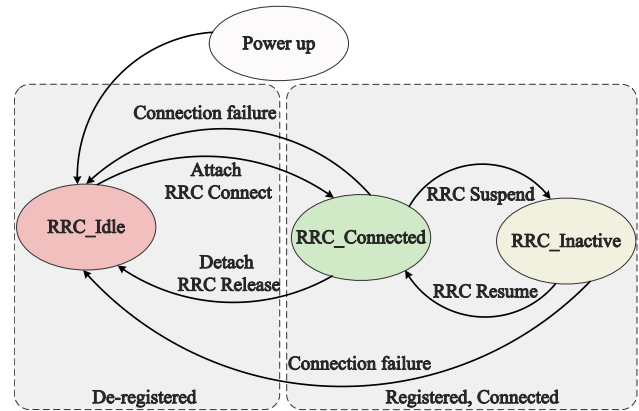 Power up
Connection failure
Attach
RRC Connect
RRC Suspend
RRC_Idle
RRC_Connected
RRC_Inactive
Detach
RRC Release
RRC Resume
Connection failure
De-registered
Registered, Connected